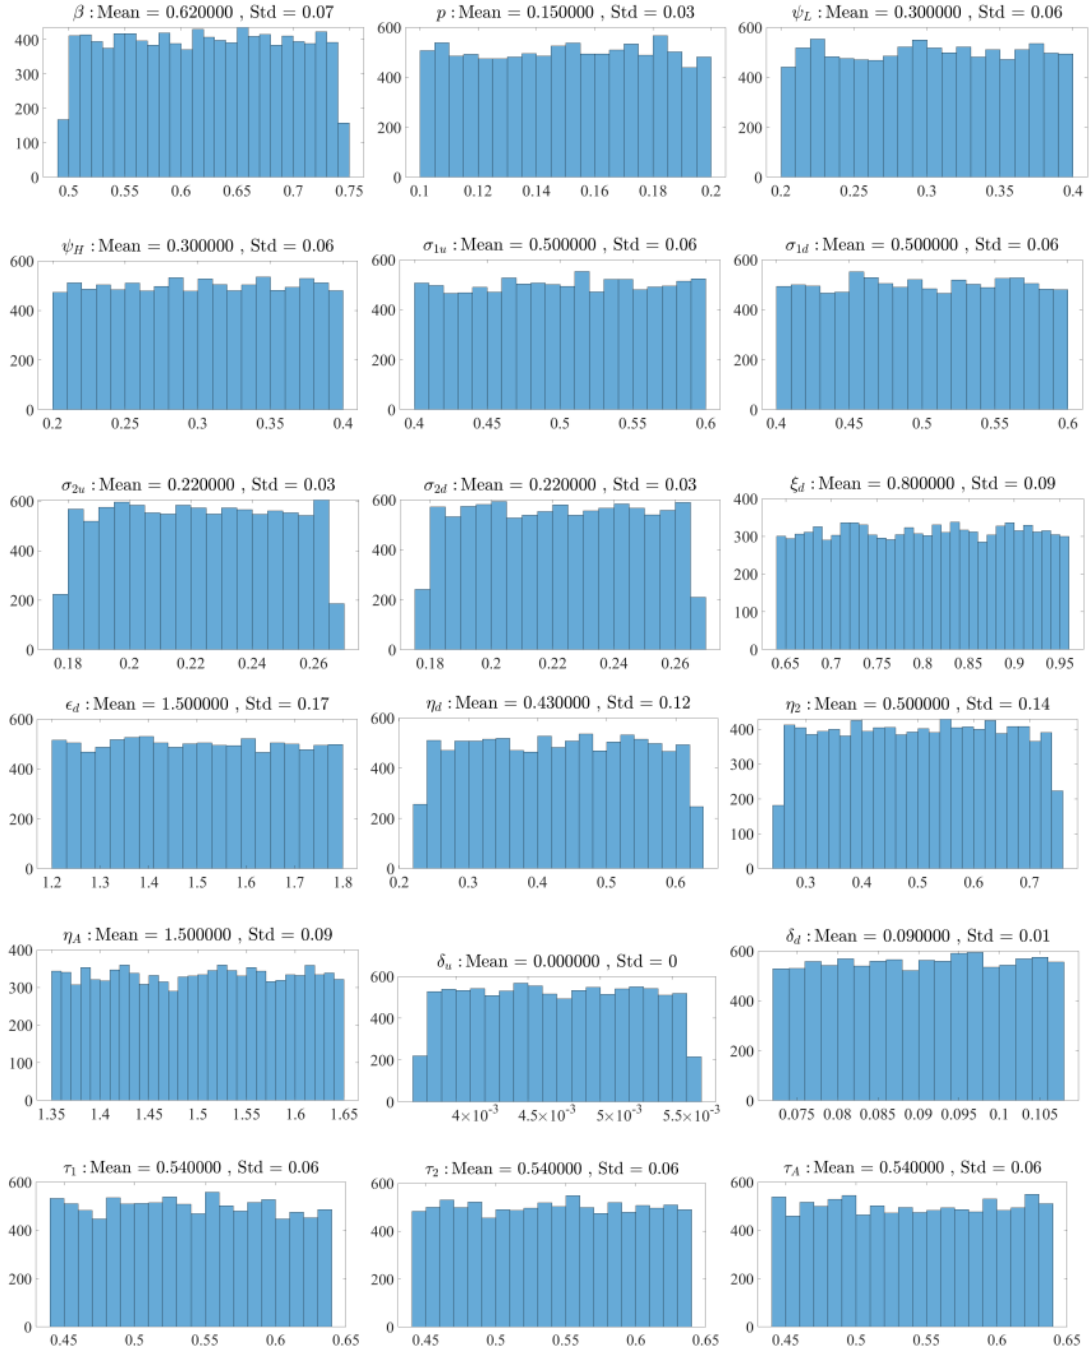 β : Mean = 0.620000 , Std = 0.07
400
300
200
100
0
0.5 0.55 0.6 0.65 0.7 0.75
p : Mean = 0.150000 , Std = 0.03
600
400
200
0
0.1 0.12 0.14 0.16 0.18 0.2
ψ_L : Mean = 0.300000 , Std = 0.06
600
400
200
0
0.2 0.25 0.3 0.35 0.4
ψ_H : Mean = 0.300000 , Std = 0.06
600
400
200
0
0.2 0.25 0.3 0.35 0.4
σ_{1u} : Mean = 0.500000 , Std = 0.06
600
400
200
0
0.4 0.45 0.5 0.55 0.6
σ_{1d} : Mean = 0.500000 , Std = 0.06
600
400
200
0
0.4 0.45 0.5 0.55 0.6
σ_{2u} : Mean = 0.220000 , Std = 0.03
600
400
200
0
0.18 0.2 0.22 0.24 0.26
σ_{2d} : Mean = 0.220000 , Std = 0.03
600
400
200
0
0.18 0.2 0.22 0.24 0.26
ξ_d : Mean = 0.800000 , Std = 0.09
400
300
200
100
0
0.65 0.7 0.75 0.8 0.85 0.9 0.95
ϵ_d : Mean = 1.500000 , Std = 0.17
600
400
200
0
1.2 1.3 1.4 1.5 1.6 1.7 1.8
η_d : Mean = 0.430000 , Std = 0.12
600
400
200
0
0.2 0.3 0.4 0.5 0.6
η_2 : Mean = 0.500000 , Std = 0.14
400
300
200
100
0
0.3 0.4 0.5 0.6 0.7
η_A : Mean = 1.500000 , Std = 0.09
400
300
200
100
0
1.35 1.4 1.45 1.5 1.55 1.6 1.65
δ_u : Mean = 0.000000 , Std = 0
600
400
200
0
4×10⁻³ 4.5×10⁻³ 5×10⁻³ 5.5×10⁻³
δ_d : Mean = 0.090000 , Std = 0.01
600
400
200
0
0.075 0.08 0.085 0.09 0.095 0.1 0.105
τ_1 : Mean = 0.540000 , Std = 0.06
600
400
200
0
0.45 0.5 0.55 0.6 0.65
τ_2 : Mean = 0.540000 , Std = 0.06
600
400
200
0
0.45 0.5 0.55 0.6 0.65
τ_A : Mean = 0.540000 , Std = 0.06
600
400
200
0
0.45 0.5 0.55 0.6 0.65